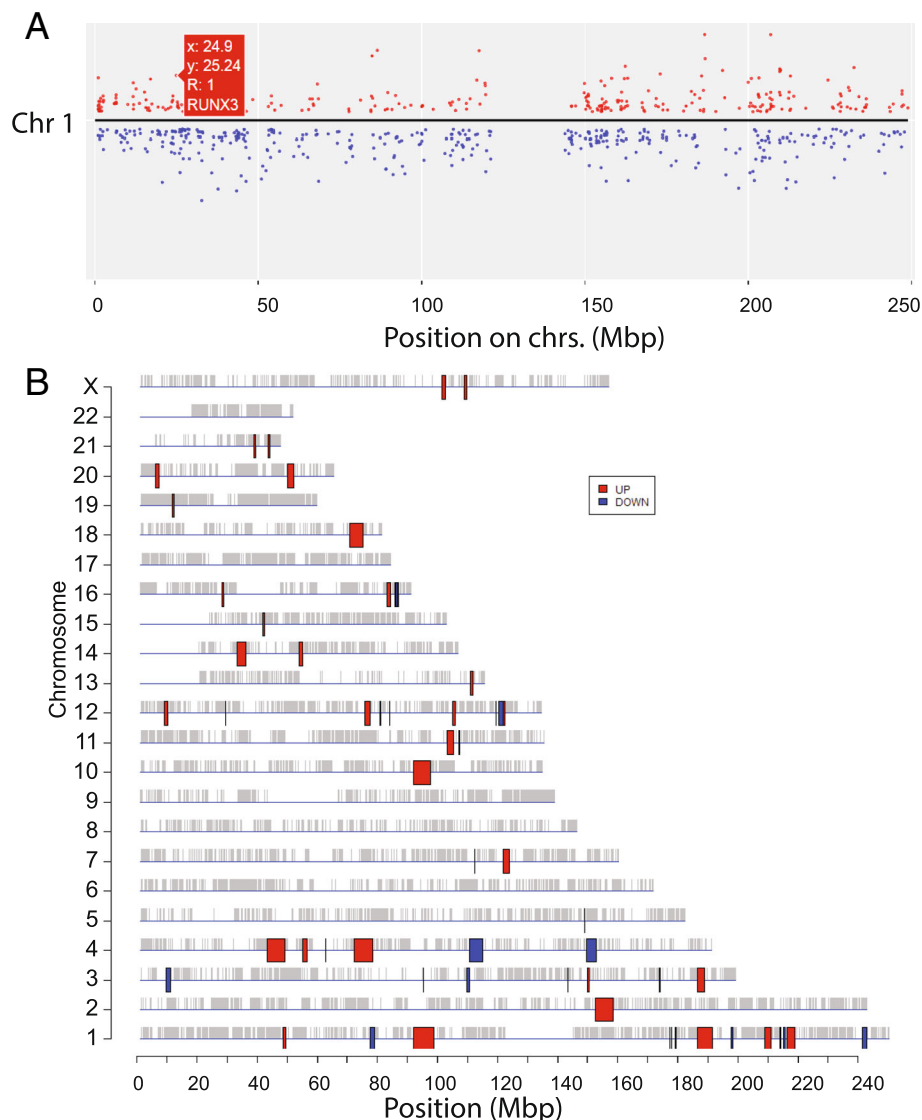 A
x: 24.9
y: 25.24
R: 1
RUNX3
Chr 1
0 50 100 150 200 250
Position on chrs. (Mbp)
B
X
22
21
20
19
18
17
16
15
14
13
12
11
10
9
8
7
6
5
4
3
2
1
Chromosome
UP
DOWN
0 20 40 60 80 100 120 140 160 180 200 220 240
Position (Mbp)